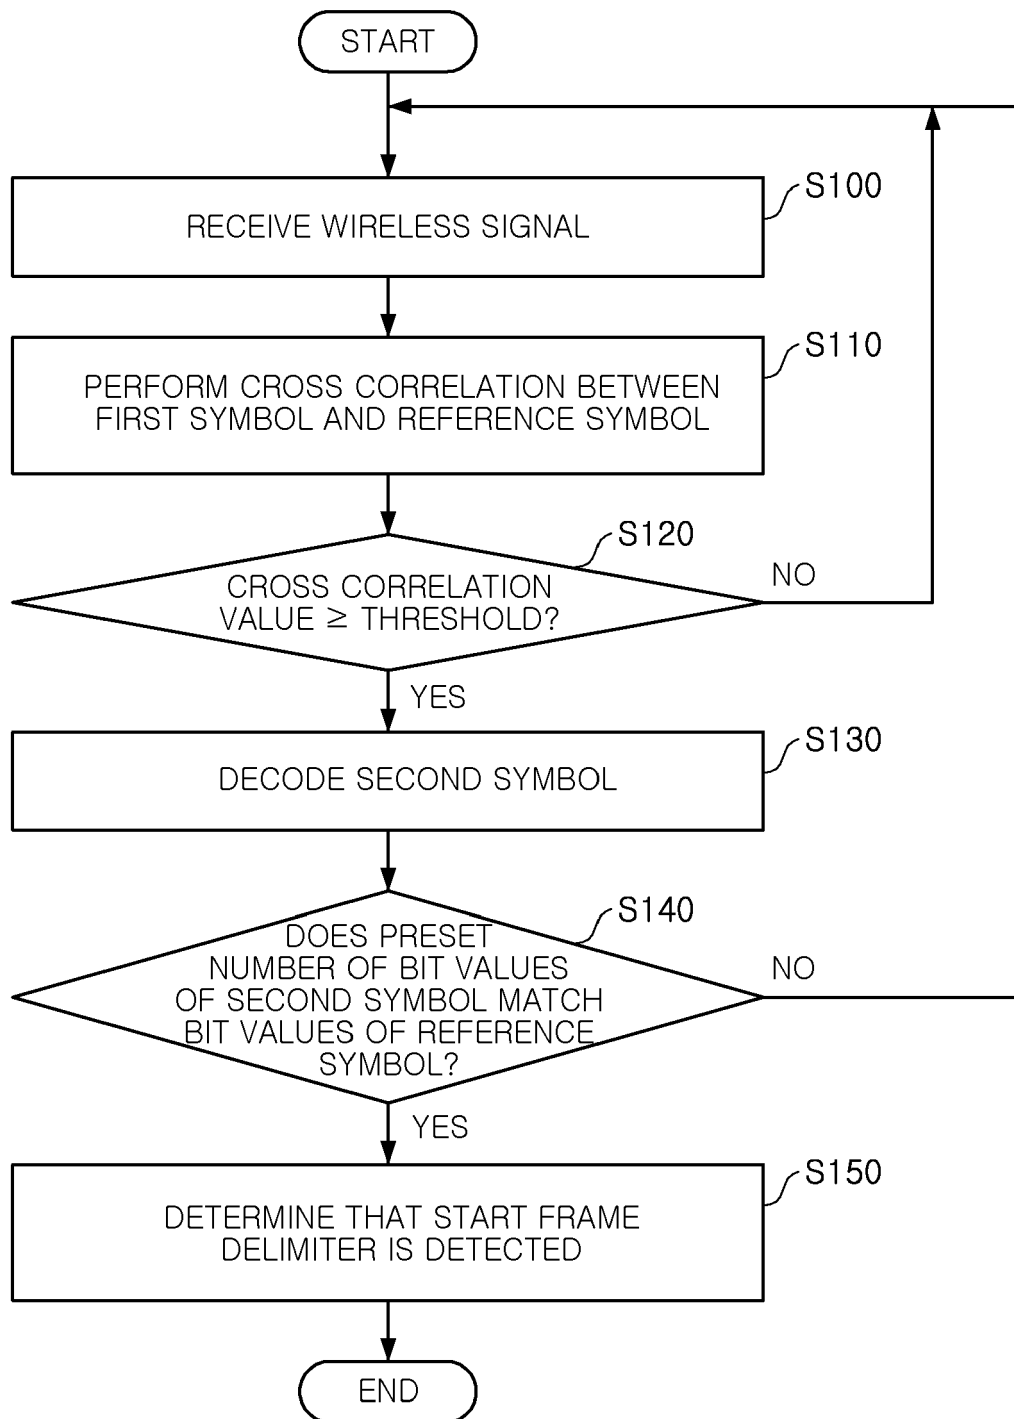 START
S100
RECEIVE WIRELESS SIGNAL
S110
PERFORM CROSS CORRELATION BETWEEN
FIRST SYMBOL AND REFERENCE SYMBOL
S120
CROSS CORRELATION
VALUE ≥ THRESHOLD?
NO
YES
S130
DECODE SECOND SYMBOL
S140
DOES PRESET
NUMBER OF BIT VALUES
OF SECOND SYMBOL MATCH
BIT VALUES OF REFERENCE
SYMBOL?
NO
YES
S150
DETERMINE THAT START FRAME
DELIMITER IS DETECTED
END